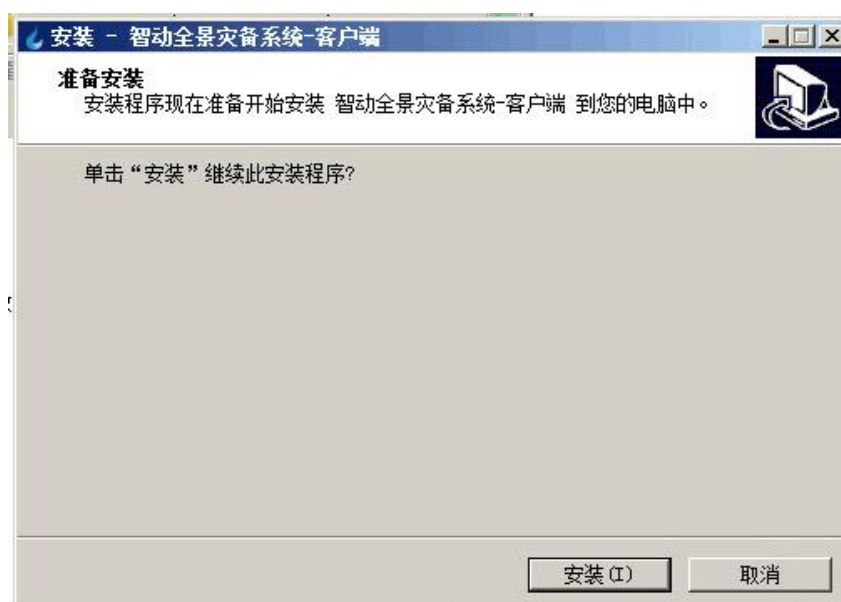 安装 - 智动全景灾备系统-客户端
准备安装
安装程序现在准备开始安装 智动全景灾备系统-客户端 到您的电脑中。
单击“安装”继续此安装程序?
安装(I) 取消